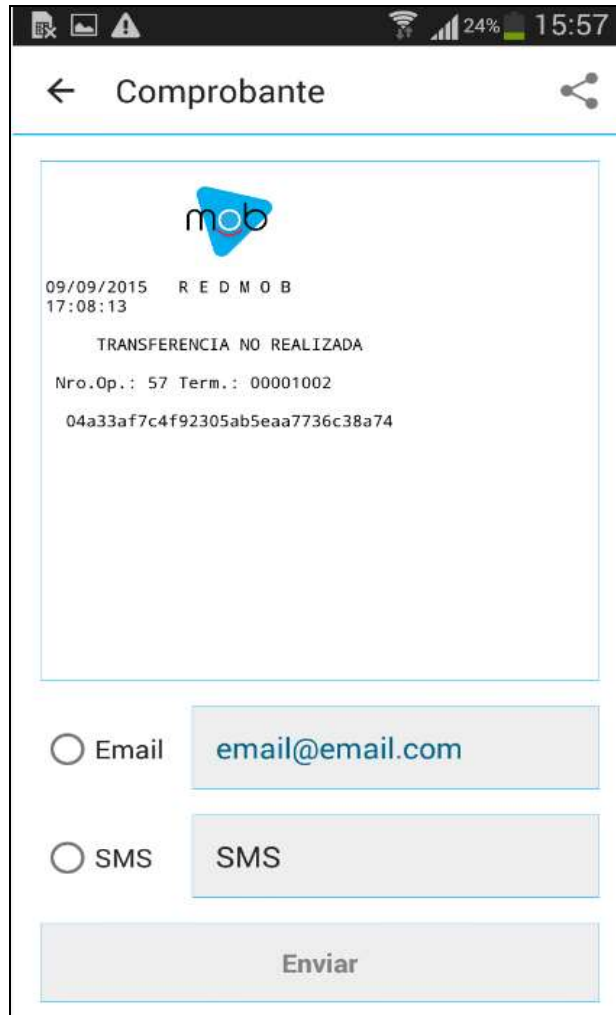 24% 15:57
Comprobante
mob
09/09/2015 R E D M O B
17:08:13
TRANSFERENCIA NO REALIZADA
Nro.Op.: 57 Term.: 00001002
04a33af7c4f92305ab5eaa7736c38a74
Email email@email.com
SMS SMS
Enviar